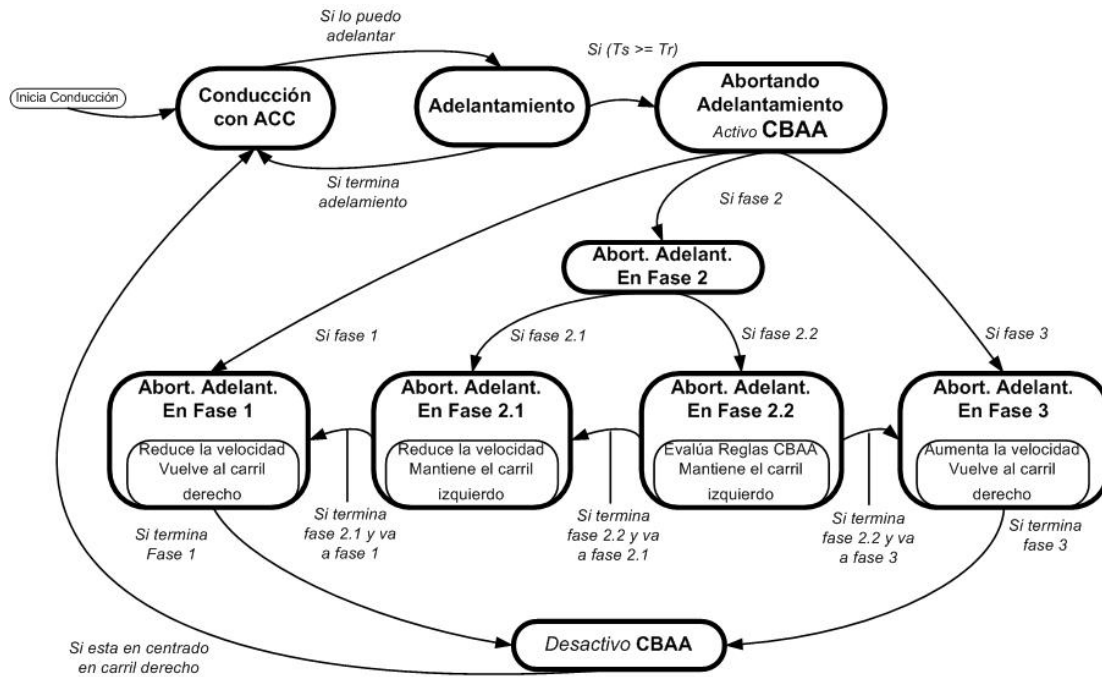 Si lo puedo
adelantar
Si (Ts >= Tr)
Inicia Conducción
Conducción
con ACC
Adelantamiento
Abortando
Adelantamiento
Activo CBAA
Si termina
adelamiento
Si fase 2
Abort. Adelant.
En Fase 2
Si fase 1
Si fase 2.1
Si fase 2.2
Si fase 3
Abort. Adelant.
En Fase 1
Reduce la velocidad
Vuelve al carril
derecho
Abort. Adelant.
En Fase 2.1
Reduce la velocidad
Mantiene el carril
izquierdo
Abort. Adelant.
En Fase 2.2
Evalúa Reglas CBAA
Mantiene el carril
izquierdo
Abort. Adelant.
En Fase 3
Aumenta la velocidad
Vuelve al carril
derecho
Si termina
Fase 1
Si termina
fase 2.1 y va
a fase 1
Si termina
fase 2.2 y va
a fase 2.1
Si termina
fase 2.2 y va
a fase 3
Si termina
fase 3
Desactivo CBAA
Si esta en centrado
en carril derecho